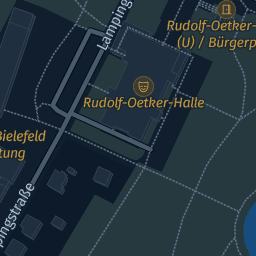 Lamping
Rudolf-Oetker-
(U) / Bürgerp
Rudolf-Oetker-Halle
Bielefeld
tung
pingstraße